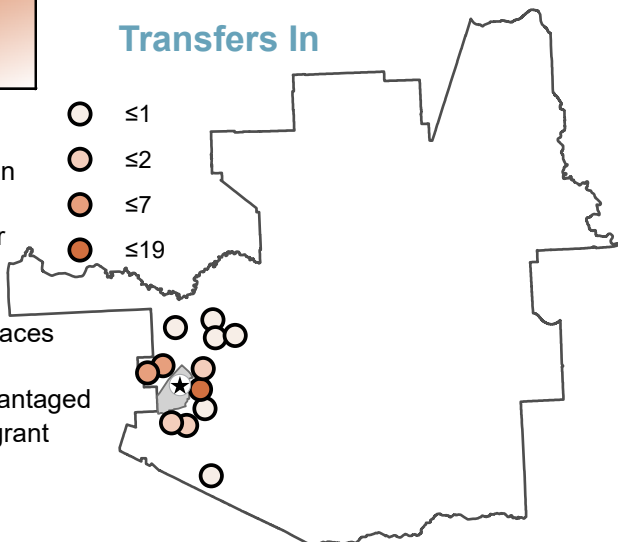 Transfers In
≤1
≤2
n
≤7
r
≤19
aces
antaged
grant